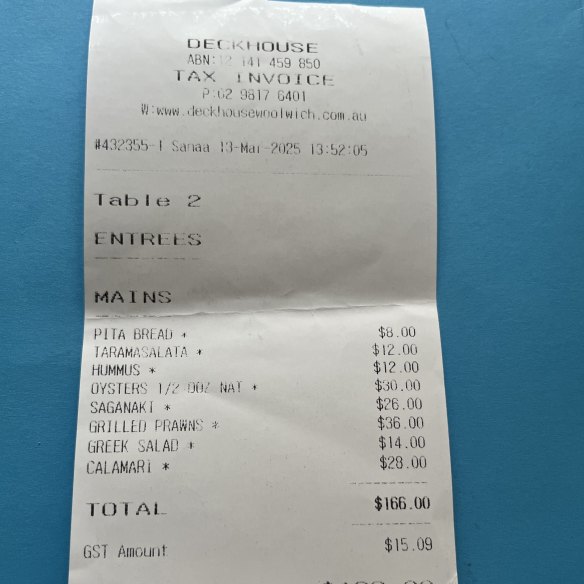 DECKHOUSE
ABN:12 141 459 850
TAX INVOICE
P:02 9817 6401
W:www.deckhousewoolwich.com.au
#432355-1 Sanaa 13-Mar-2025 13:52:05
Table 2
ENTREES
MAINS
PITA BREAD * $8.00
TARAMASALATA * $12.00
HUMMUS * $12.00
OYSTERS 1/2 DOZ NAT * $30.00
SAGANAKI * $26.00
GRILLED PRAWNS * $36.00
GREEK SALAD * $14.00
CALAMARI * $28.00
TOTAL $166.00
GST Amount $15.09